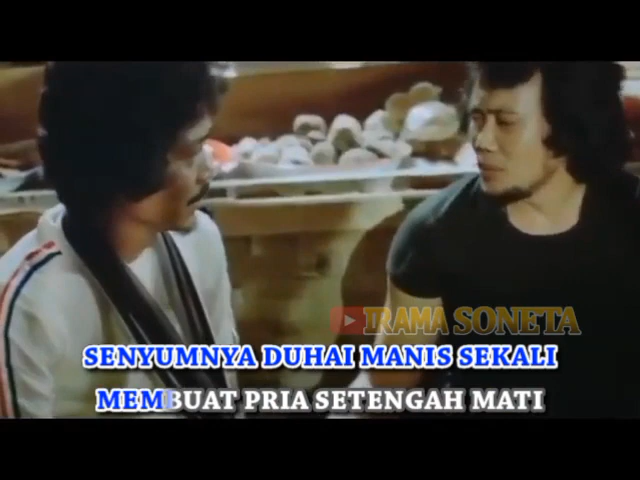 IRAMA SONETA
SENYUMNYA DUHAI MANIS SEKALI
MEMBUAT PRIA SETENGAH MATI